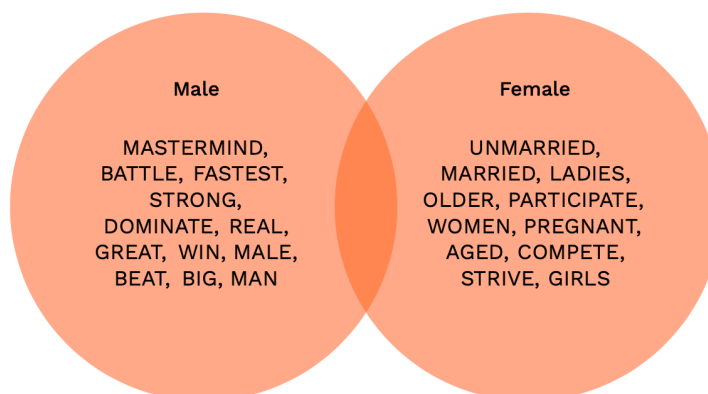 Male
MASTERMIND,
BATTLE, FASTEST,
STRONG,
DOMINATE, REAL,
GREAT, WIN, MALE,
BEAT, BIG, MAN
Female
UNMARRIED,
MARRIED, LADIES,
OLDER, PARTICIPATE,
WOMEN, PREGNANT,
AGED, COMPETE,
STRIVE, GIRLS